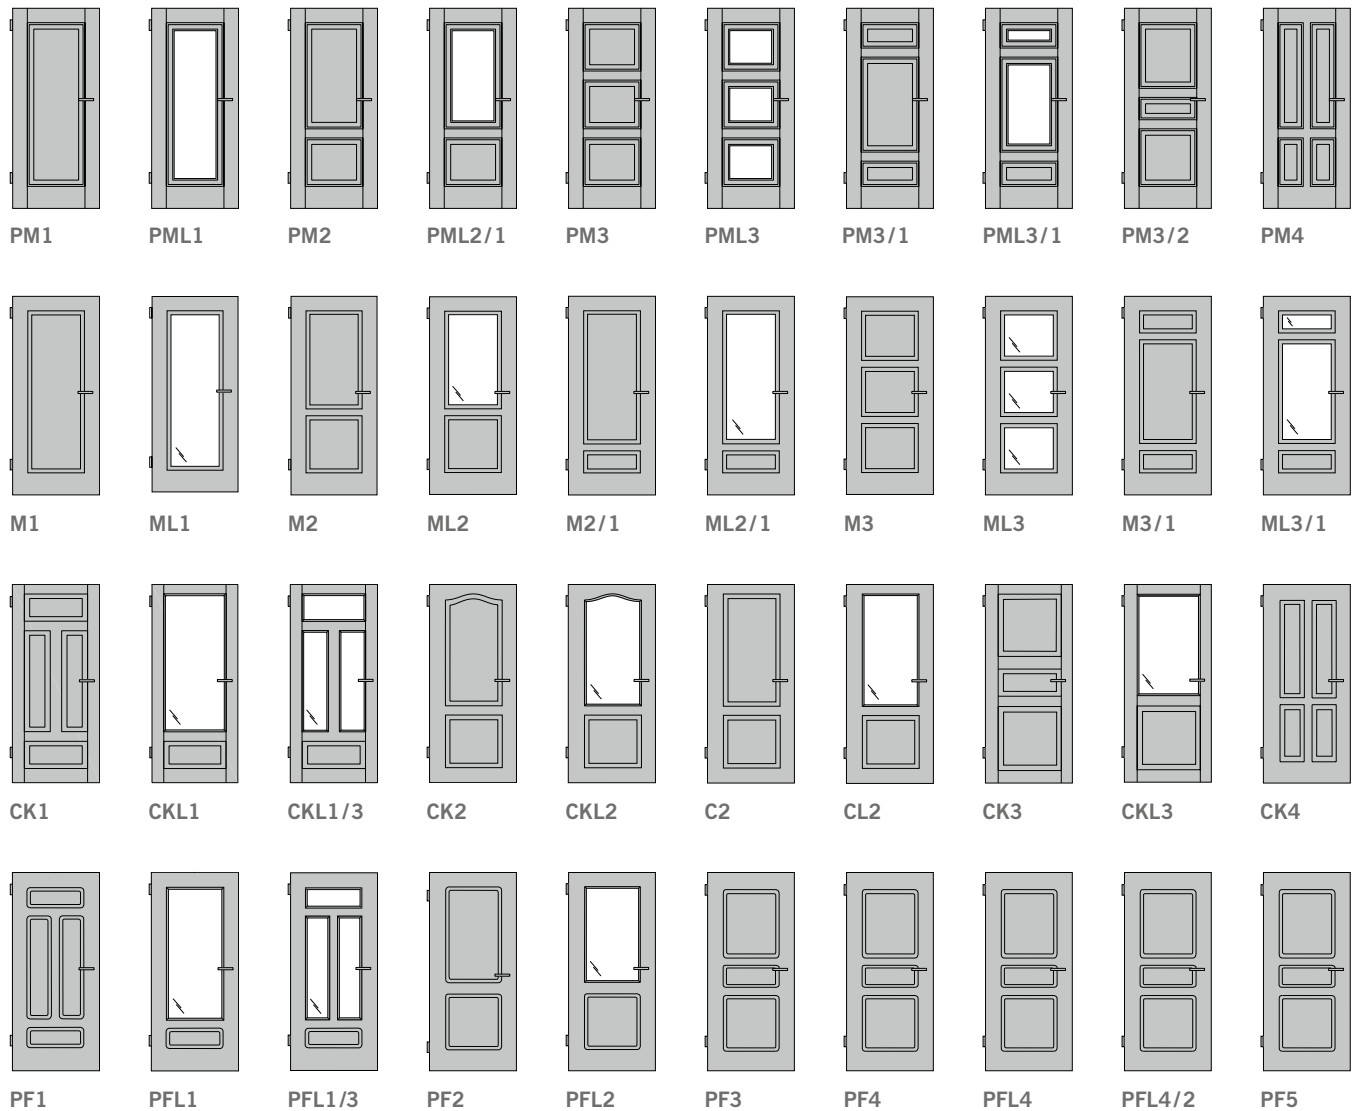 PM1 PML1 PM2 PML2/1 PM3 PML3 PM3/1 PML3/1 PM3/2 PM4
M1 ML1 M2 ML2 M2/1 ML2/1 M3 ML3 M3/1 ML3/1
CK1 CKL1 CKL1/3 CK2 CKL2 C2 CL2 CK3 CKL3 CK4
PF1 PFL1 PFL1/3 PF2 PFL2 PF3 PF4 PFL4 PFL4/2 PF5